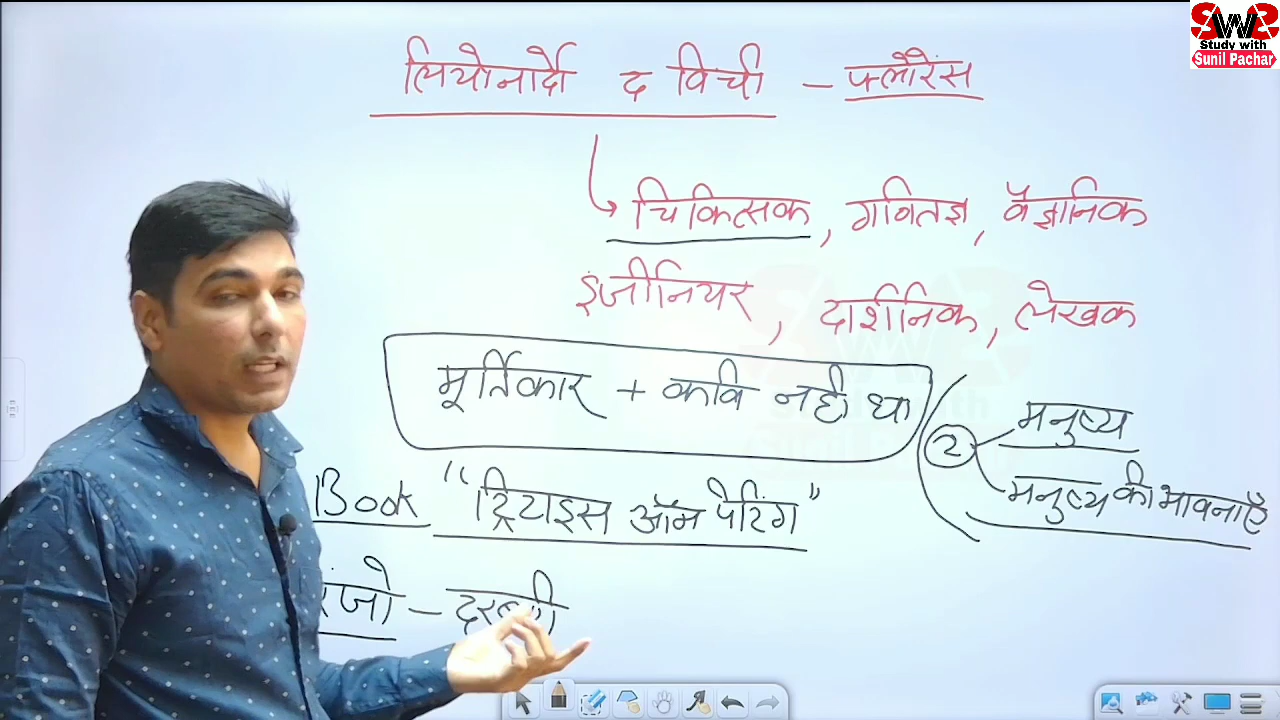 Study with
Sunil Pachar
लियोनार्दो द विंची – फ्लोरेंस
चिकित्सक, गणितज्ञ, वैज्ञानिक
इंजीनियर, दार्शनिक, लेखक
मूर्तिकार + कवि नहीं था
2 मनुष्य
मनुष्य की भावनाएँ
Book "ट्रिटाइस ऑन पेंटिंग"